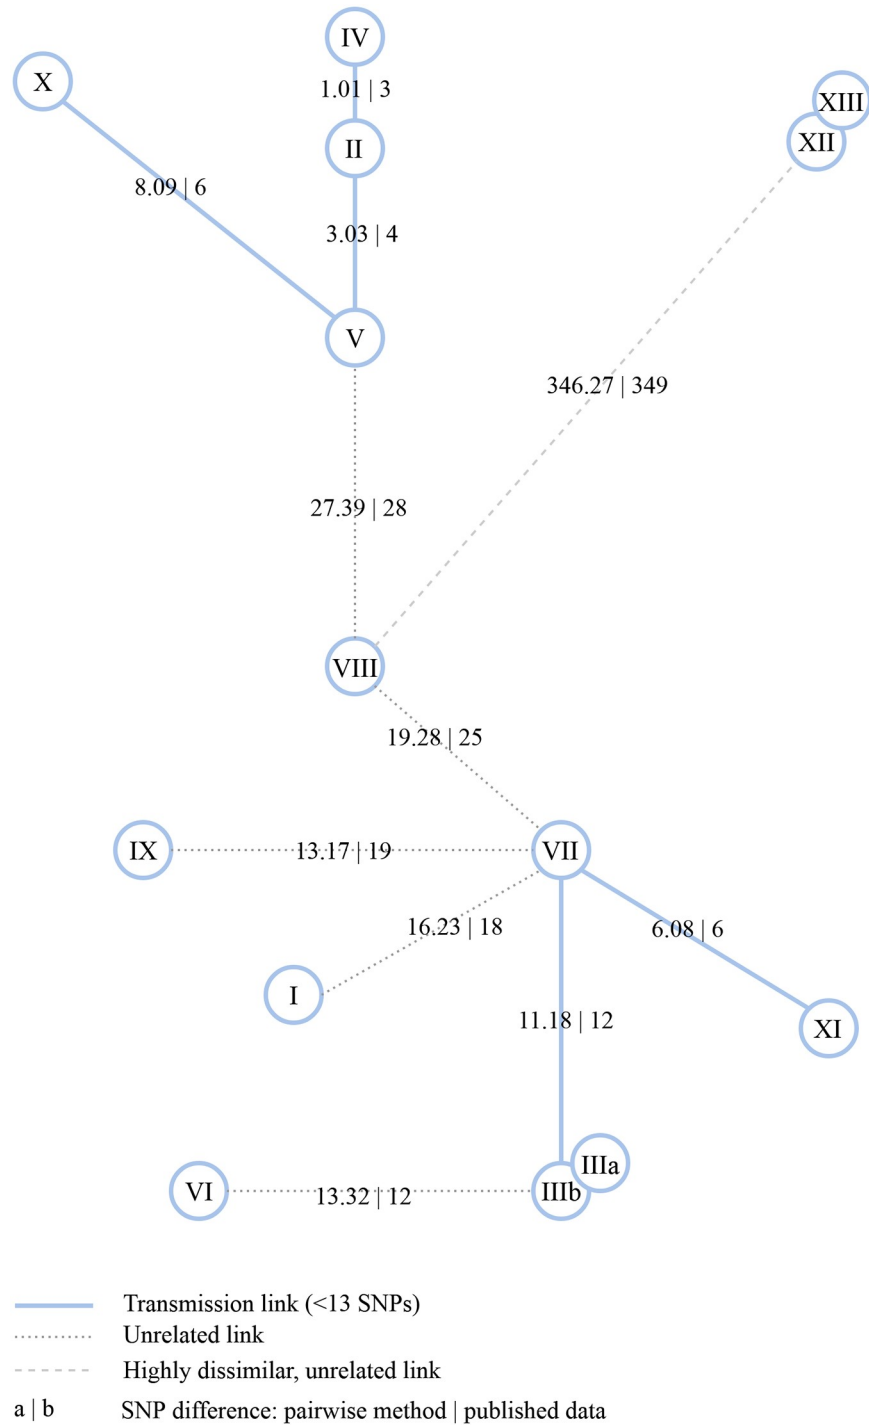 IV
X
XIII
1.01 | 3
XII
II
8.09 | 6
3.03 | 4
V
346.27 | 349
27.39 | 28
VIII
19.28 | 25
IX
13.17 | 19
VII
16.23 | 18
6.08 | 6
I
11.18 | 12
XI
IIIa
VI
13.32 | 12
IIIb
Transmission link (<13 SNPs)
Unrelated link
Highly dissimilar, unrelated link
a | b SNP difference: pairwise method | published data